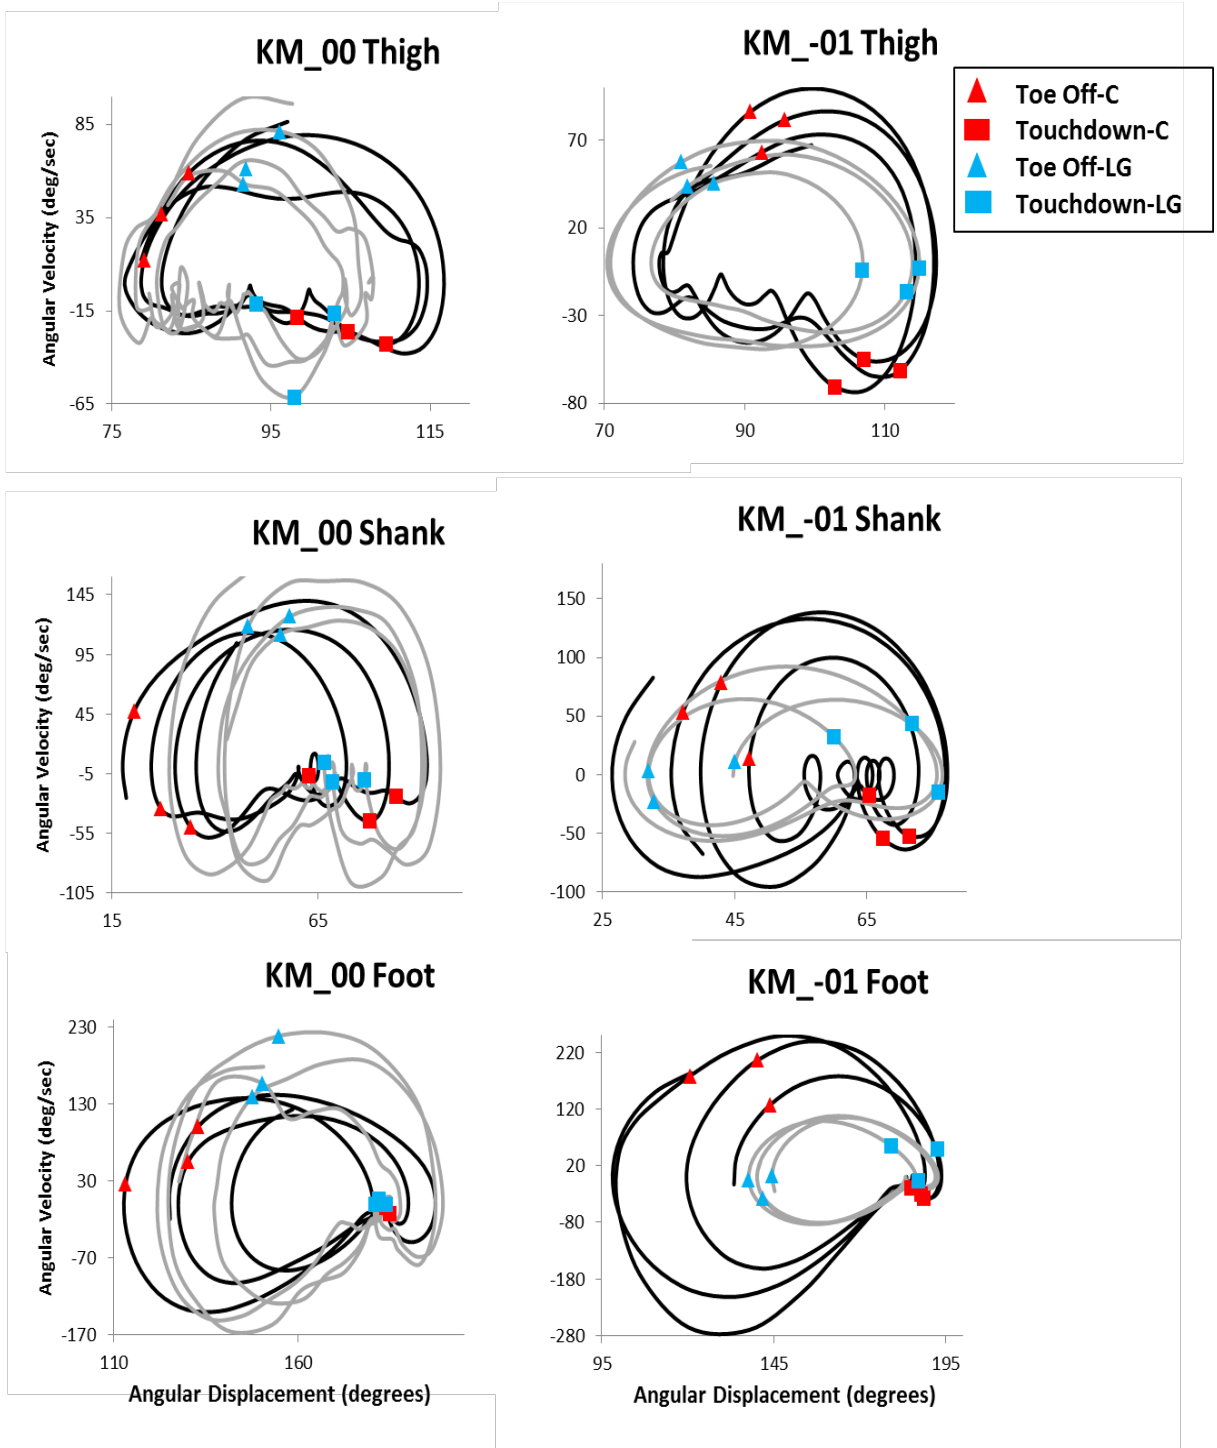 KM_00 Thigh
KM_-01 Thigh
Toe Off-C
Touchdown-C
Toe Off-LG
Touchdown-LG
Angular Velocity (deg/sec)
85
35
-15
-65
75 95 115
70
20
-30
-80
70 90 110
KM_00 Shank
KM_-01 Shank
Angular Velocity (deg/sec)
145
95
45
-5
-55
-105
15 65
150
100
50
0
-50
-100
25 45 65
KM_00 Foot
KM_-01 Foot
Angular Velocity (deg/sec)
230
130
30
-70
-170
110 160
Angular Displacement (degrees)
220
120
20
-80
-180
-280
95 145 195
Angular Displacement (degrees)